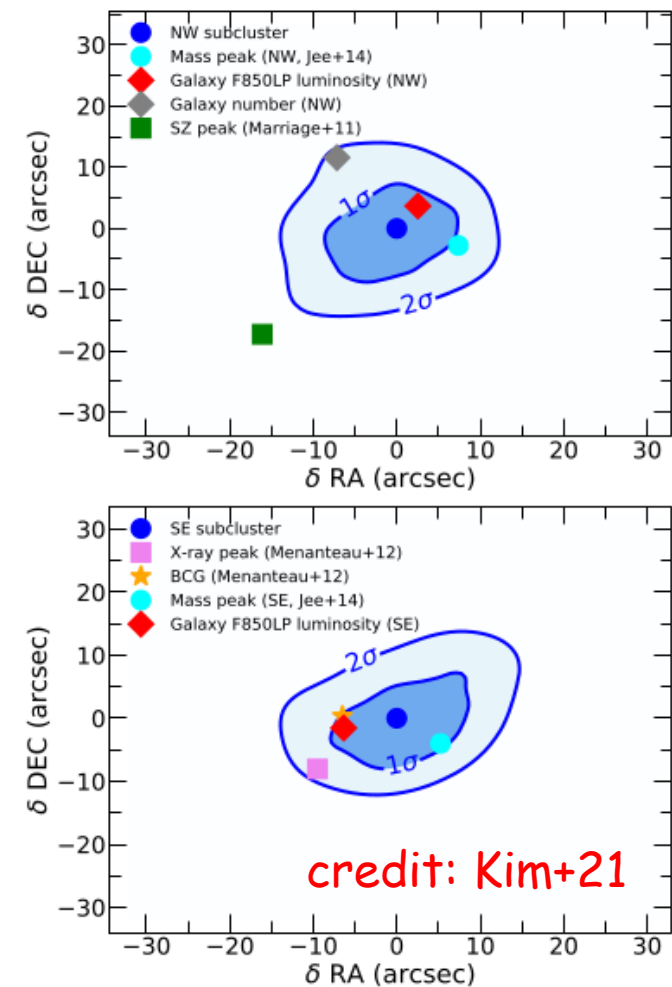 NW subcluster
Mass peak (NW, Jee+14)
Galaxy F850LP luminosity (NW)
Galaxy number (NW)
SZ peak (Marriage+11)
30
20
10
0
−10
−20
−30
δ DEC (arcsec)
1σ
2σ
−30 −20 −10 0 10 20 30
δ RA (arcsec)
SE subcluster
X-ray peak (Menanteau+12)
BCG (Menanteau+12)
Mass peak (SE, Jee+14)
Galaxy F850LP luminosity (SE)
30
20
10
0
−10
−20
−30
δ DEC (arcsec)
2σ
1σ
credit: Kim+21
−30 −20 −10 0 10 20 30
δ RA (arcsec)